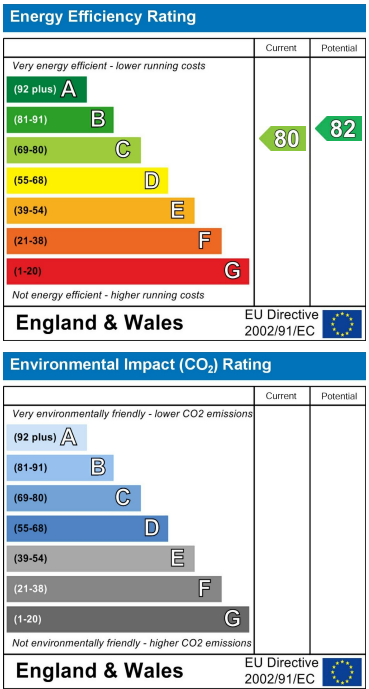 Energy Efficiency Rating
Current Potential
Very energy efficient - lower running costs
(92 plus) A
(81-91) B
(69-80) C
(55-68) D
(39-54) E
(21-38) F
(1-20) G
80 82
Not energy efficient - higher running costs
England & Wales
EU Directive
2002/91/EC
Environmental Impact (CO₂) Rating
Current Potential
Very environmentally friendly - lower CO2 emissions
(92 plus) A
(81-91) B
(69-80) C
(55-68) D
(39-54) E
(21-38) F
(1-20) G
Not environmentally friendly - higher CO2 emissions
England & Wales
EU Directive
2002/91/EC